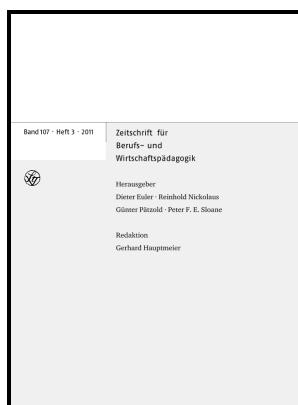 Band 107 · Heft 3 · 2011
Zeitschrift für
Berufs- und
Wirtschaftspädagogik
Herausgeber
Dieter Euler · Reinhold Nickolaus
Günter Pätzold · Peter F. E. Sloane
Redaktion
Gerhard Hauptmeier